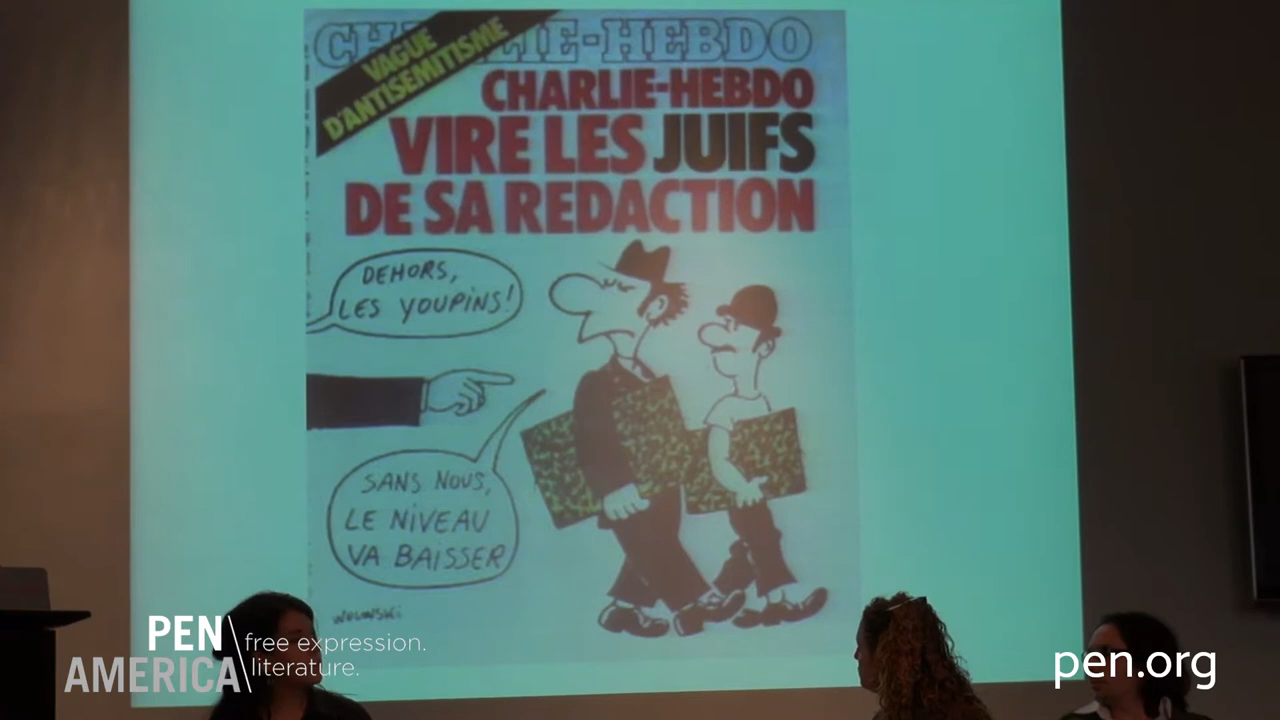 CHARLIE-HEBDO
VAGUE
D'ANTISEMITISME
CHARLIE-HEBDO
VIRE LES JUIFS
DE SA REDACTION
DEHORS,
LES YOUPINS!
SANS NOUS,
LE NIVEAU
VA BAISSER
WOLINSKI
PEN
AMERICA
free expression.
literature.
pen.org